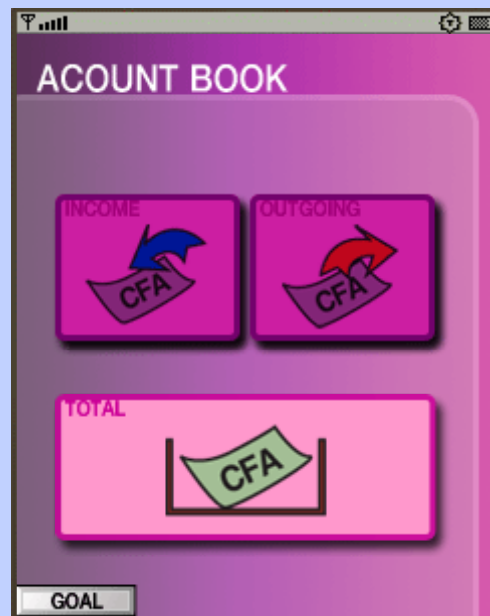 ACOUNT BOOK
INCOME
OUTGOING
CFA
CFA
TOTAL
CFA
GOAL